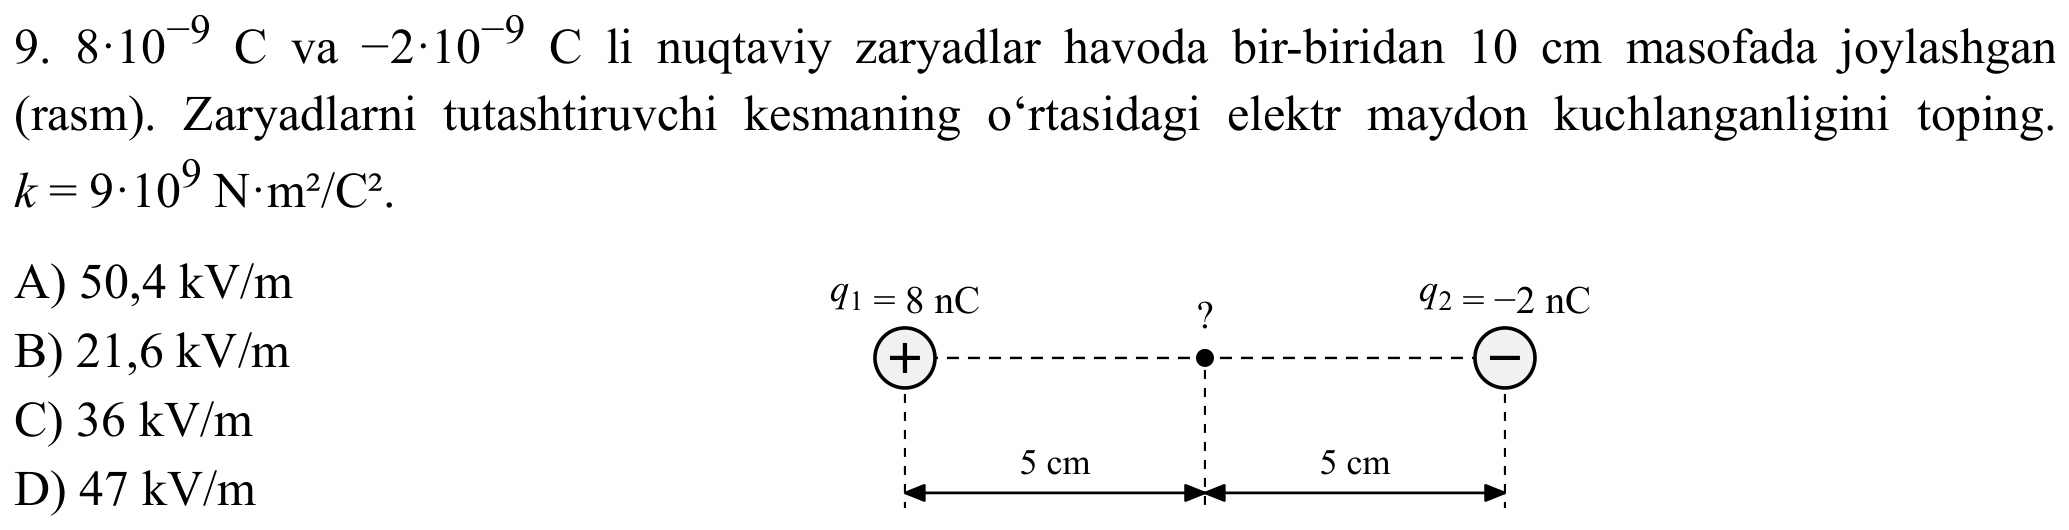 9. 8·10⁻⁹ C va −2·10⁻⁹ C li nuqtaviy zaryadlar havoda bir-biridan 10 cm masofada joylashgan
(rasm). Zaryadlarni tutashtiruvchi kesmaning o‘rtasidagi elektr maydon kuchlanganligini toping.
k = 9·10⁹ N·m²/C².
A) 50,4 kV/m
B) 21,6 kV/m
C) 36 kV/m
D) 47 kV/m
q₁ = 8 nC
?
q₂ = −2 nC
+
−
5 cm
5 cm